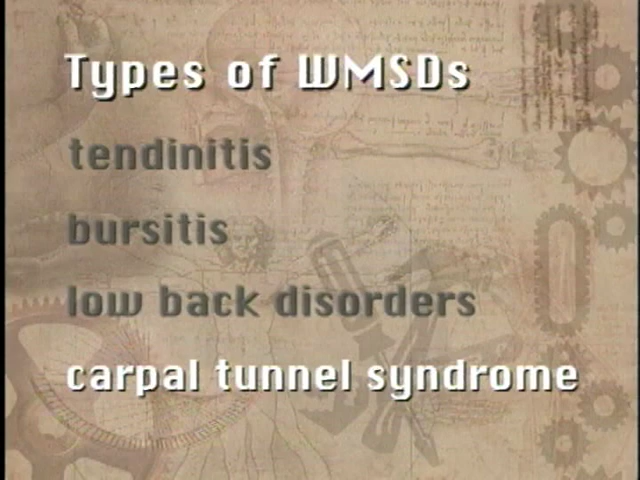 Types of WMSDs
tendinitis
bursitis
low back disorders
carpal tunnel syndrome